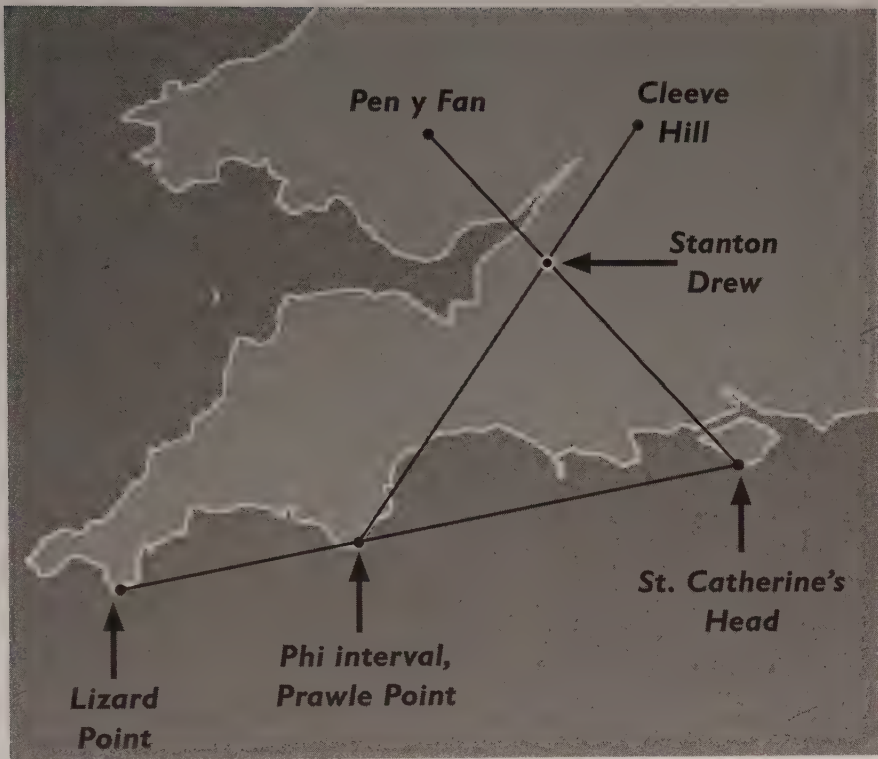 Pen y Fan
Cleeve
Hill
Stanton
Drew
St. Catherine's
Head
Phi interval,
Prawle Point
Lizard
Point